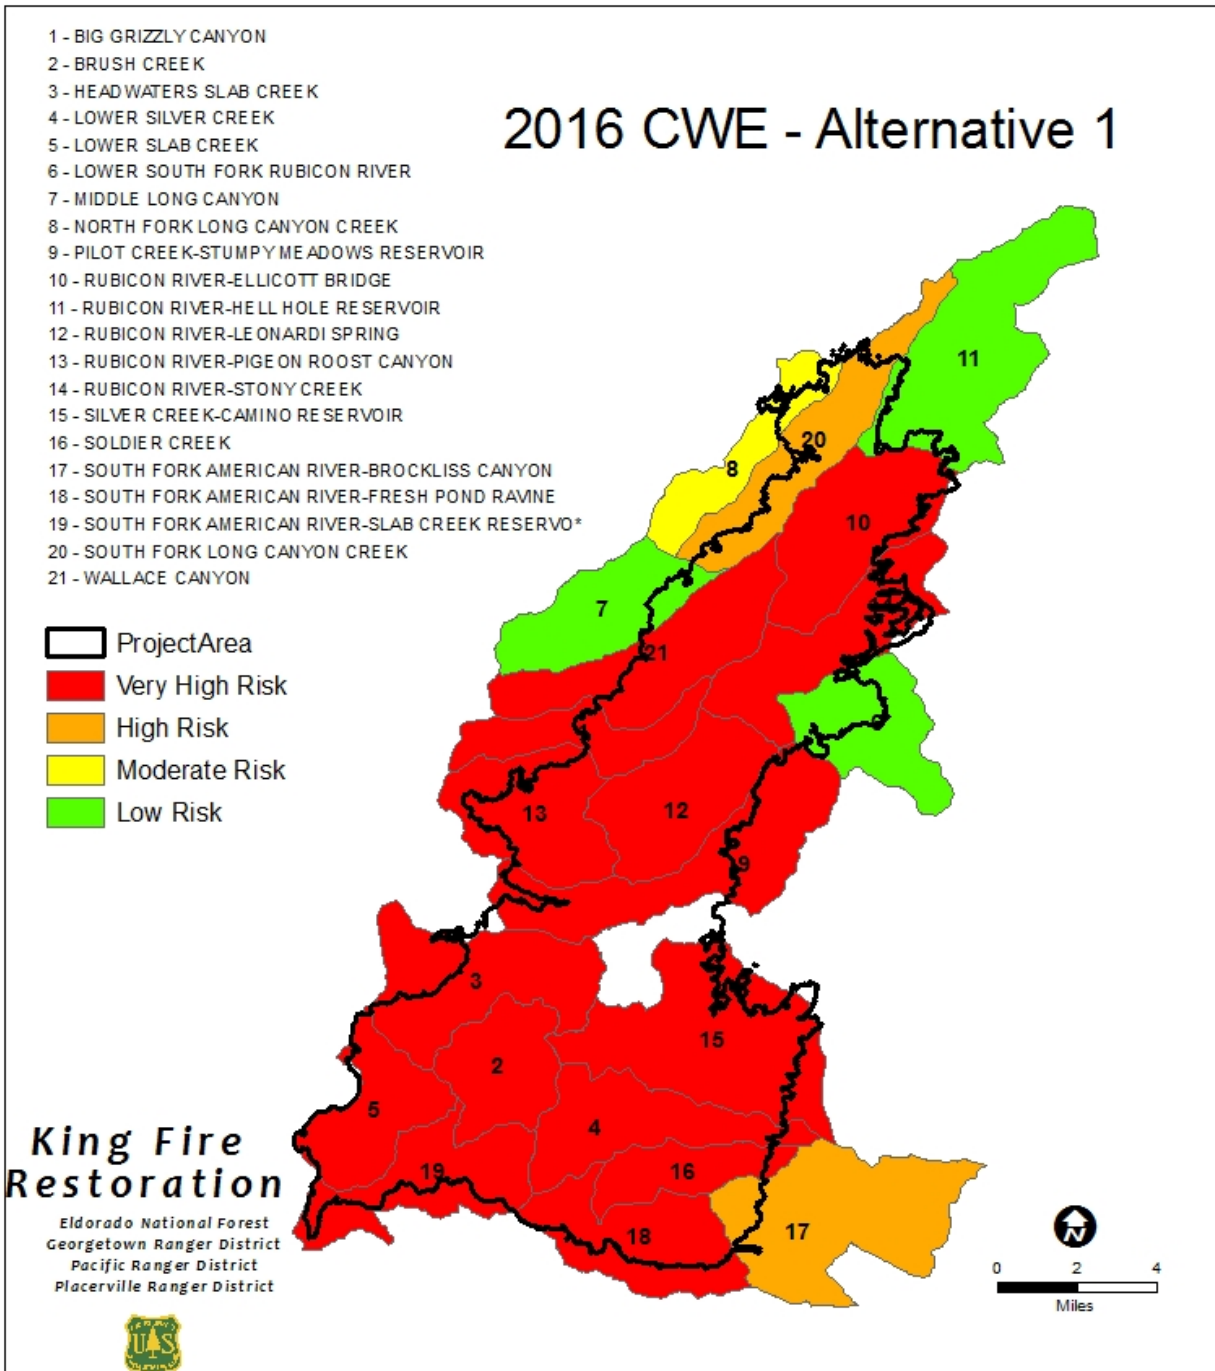 1 - BIG GRIZZLY CANYON
2 - BRUSH CREEK
3 - HEADWATERS SLAB CREEK
4 - LOWER SILVER CREEK
5 - LOWER SLAB CREEK
6 - LOWER SOUTH FORK RUBICON RIVER
7 - MIDDLE LONG CANYON
8 - NORTH FORK LONG CANYON CREEK
9 - PILOT CREEK-STUMPY MEADOWS RESERVOIR
10 - RUBICON RIVER-ELLICOTT BRIDGE
11 - RUBICON RIVER-HELL HOLE RESERVOIR
12 - RUBICON RIVER-LEONARDI SPRING
13 - RUBICON RIVER-PIGEON ROOST CANYON
14 - RUBICON RIVER-STONY CREEK
15 - SILVER CREEK-CAMINO RESERVOIR
16 - SOLDIER CREEK
17 - SOUTH FORK AMERICAN RIVER-BROCKLISS CANYON
18 - SOUTH FORK AMERICAN RIVER-FRESH POND RAVINE
19 - SOUTH FORK AMERICAN RIVER-SLAB CREEK RESERVO*
20 - SOUTH FORK LONG CANYON CREEK
21 - WALLACE CANYON
2016 CWE - Alternative 1
ProjectArea
Very High Risk
High Risk
Moderate Risk
Low Risk
11
20
8
10
7
21
13
12
9
3
15
2
5
4
19
16
18
17
King Fire
Restoration
Eldorado National Forest
Georgetown Ranger District
Pacific Ranger District
Placerville Ranger District
U S
N
0 2 4
Miles